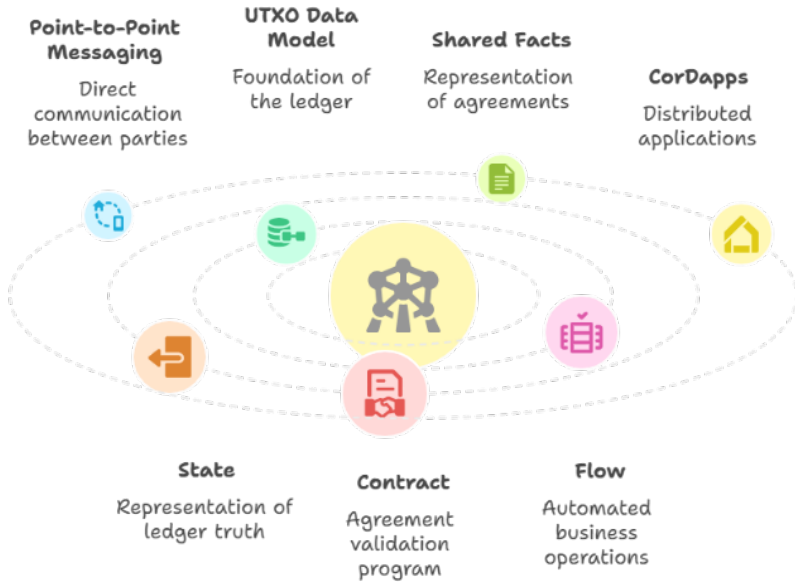 Point-to-Point
Messaging
Direct
communication
between parties
UTXO Data
Model
Foundation of
the ledger
Shared Facts
Representation
of agreements
CorDapps
Distributed
applications
State
Representation of
ledger truth
Contract
Agreement
validation
program
Flow
Automated
business
operations